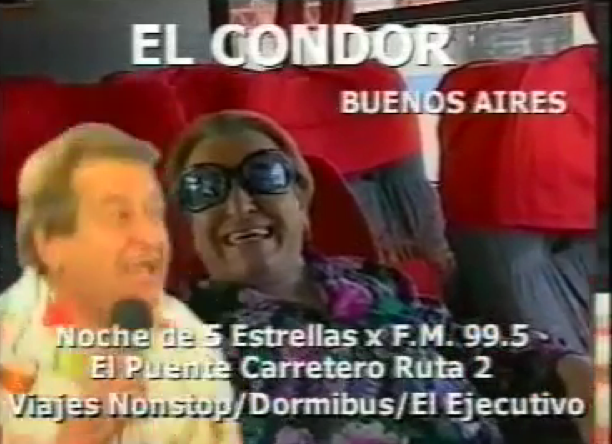 EL CONDOR
BUENOS AIRES
Noche de 5 Estrellas x F.M. 99.5 -
El Puente Carretero Ruta 2
Viajes Nonstop/Dormibus/El Ejecutivo